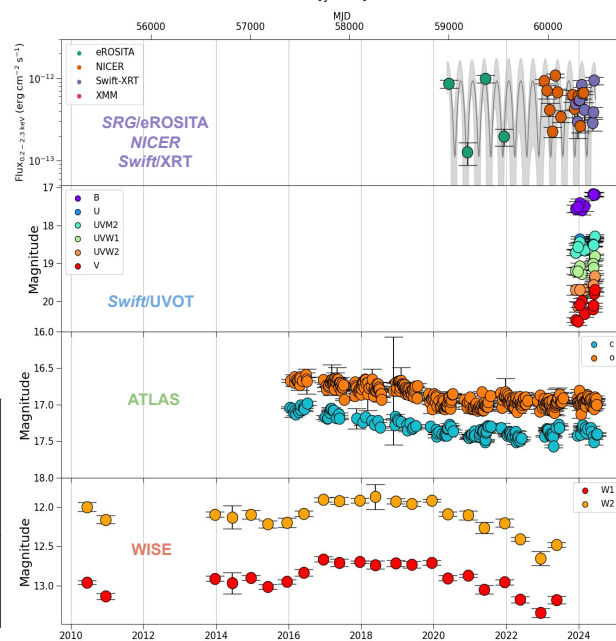 MJD
56000 57000 58000 59000 60000
eROSITA
NICER
Swift-XRT
XMM
SRG/eROSITA
NICER
Swift/XRT
Flux0.2 − 2.3 keV (erg cm−2 s−1)
10−12
10−13
17
18
19
20
B
U
UVM2
UVW1
UVW2
V
Magnitude
Swift/UVOT
16.0
16.5
17.0
17.5
18.0
c
o
Magnitude
ATLAS
12.0
12.5
13.0
W1
W2
Magnitude
WISE
2010 2012 2014 2016 2018 2020 2022 2024